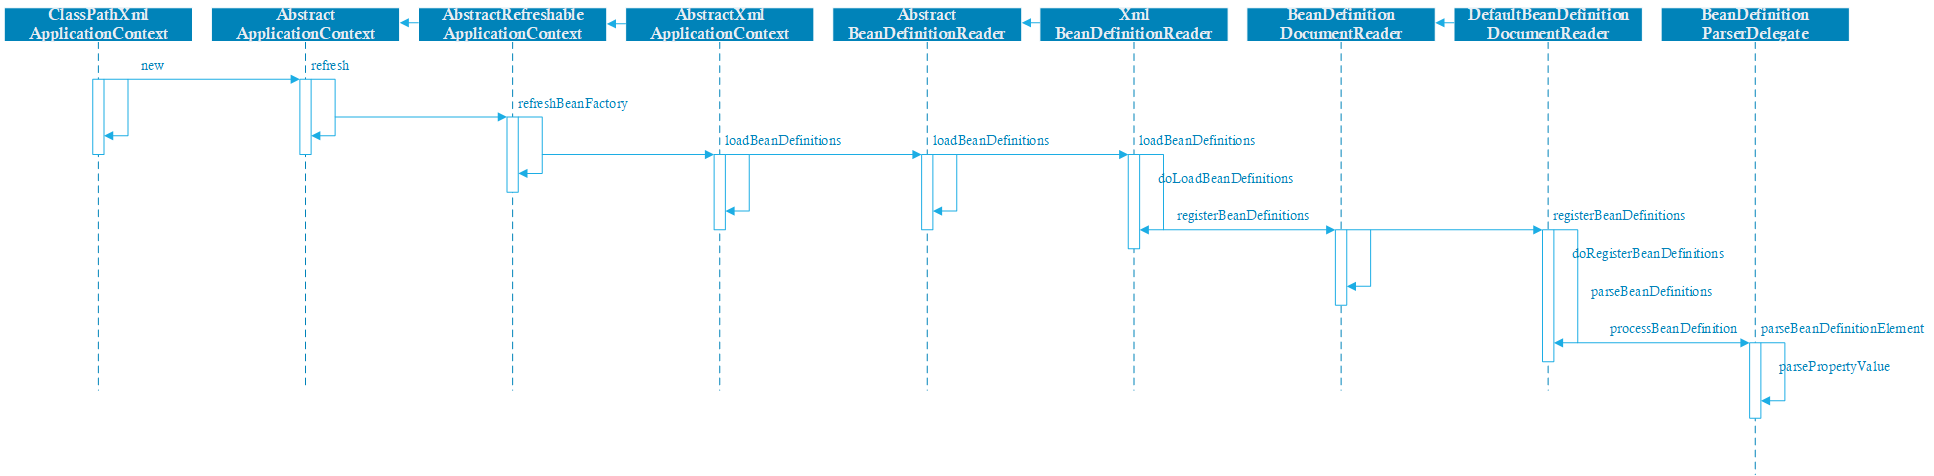 ClassPathXml
ApplicationContext
Abstract
ApplicationContext
AbstractRefreshable
ApplicationContext
AbstractXml
ApplicationContext
Abstract
BeanDefinitionReader
Xml
BeanDefinitionReader
BeanDefinition
DocumentReader
DefaultBeanDefinition
DocumentReader
BeanDefinition
ParserDelegate
new
refresh
refreshBeanFactory
loadBeanDefinitions
loadBeanDefinitions
loadBeanDefinitions
doLoadBeanDefinitions
registerBeanDefinitions
registerBeanDefinitions
doRegisterBeanDefinitions
parseBeanDefinitions
processBeanDefinition
parseBeanDefinitionElement
parsePropertyValue